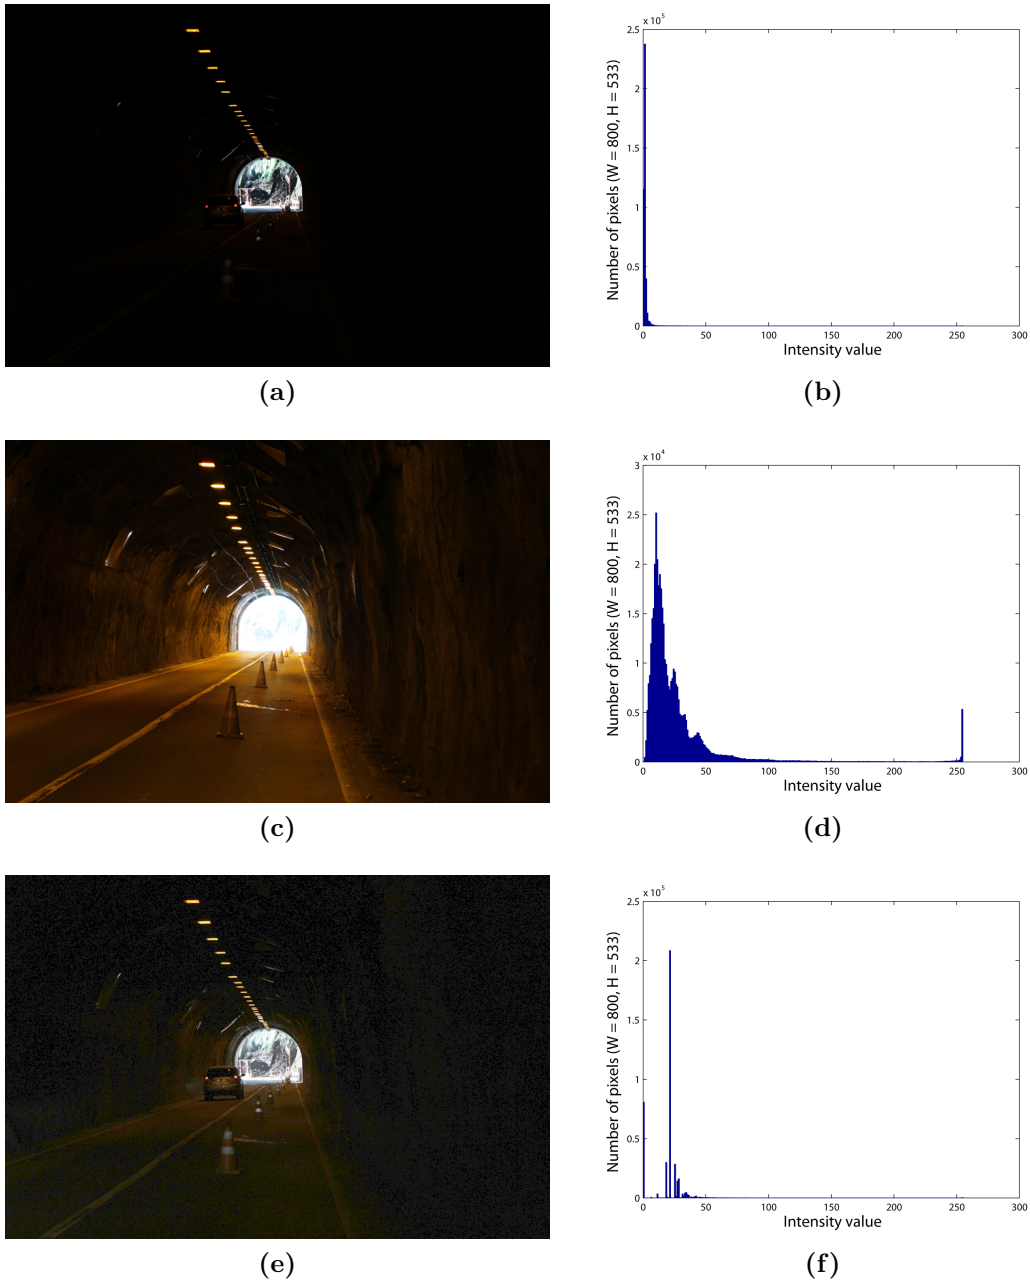 x 10^5
2.5
2
1.5
1
0.5
0
Number of pixels (W = 800, H = 533)
0 50 100 150 200 250 300
Intensity value
(a) (b)
x 10^4
3
2.5
2
1.5
1
0.5
0
Number of pixels (W = 800, H = 533)
0 50 100 150 200 250 300
Intensity value
(c) (d)
x 10^5
2.5
2
1.5
1
0.5
0
Number of pixels (W = 800, H = 533)
0 50 100 150 200 250 300
Intensity value
(e) (f)